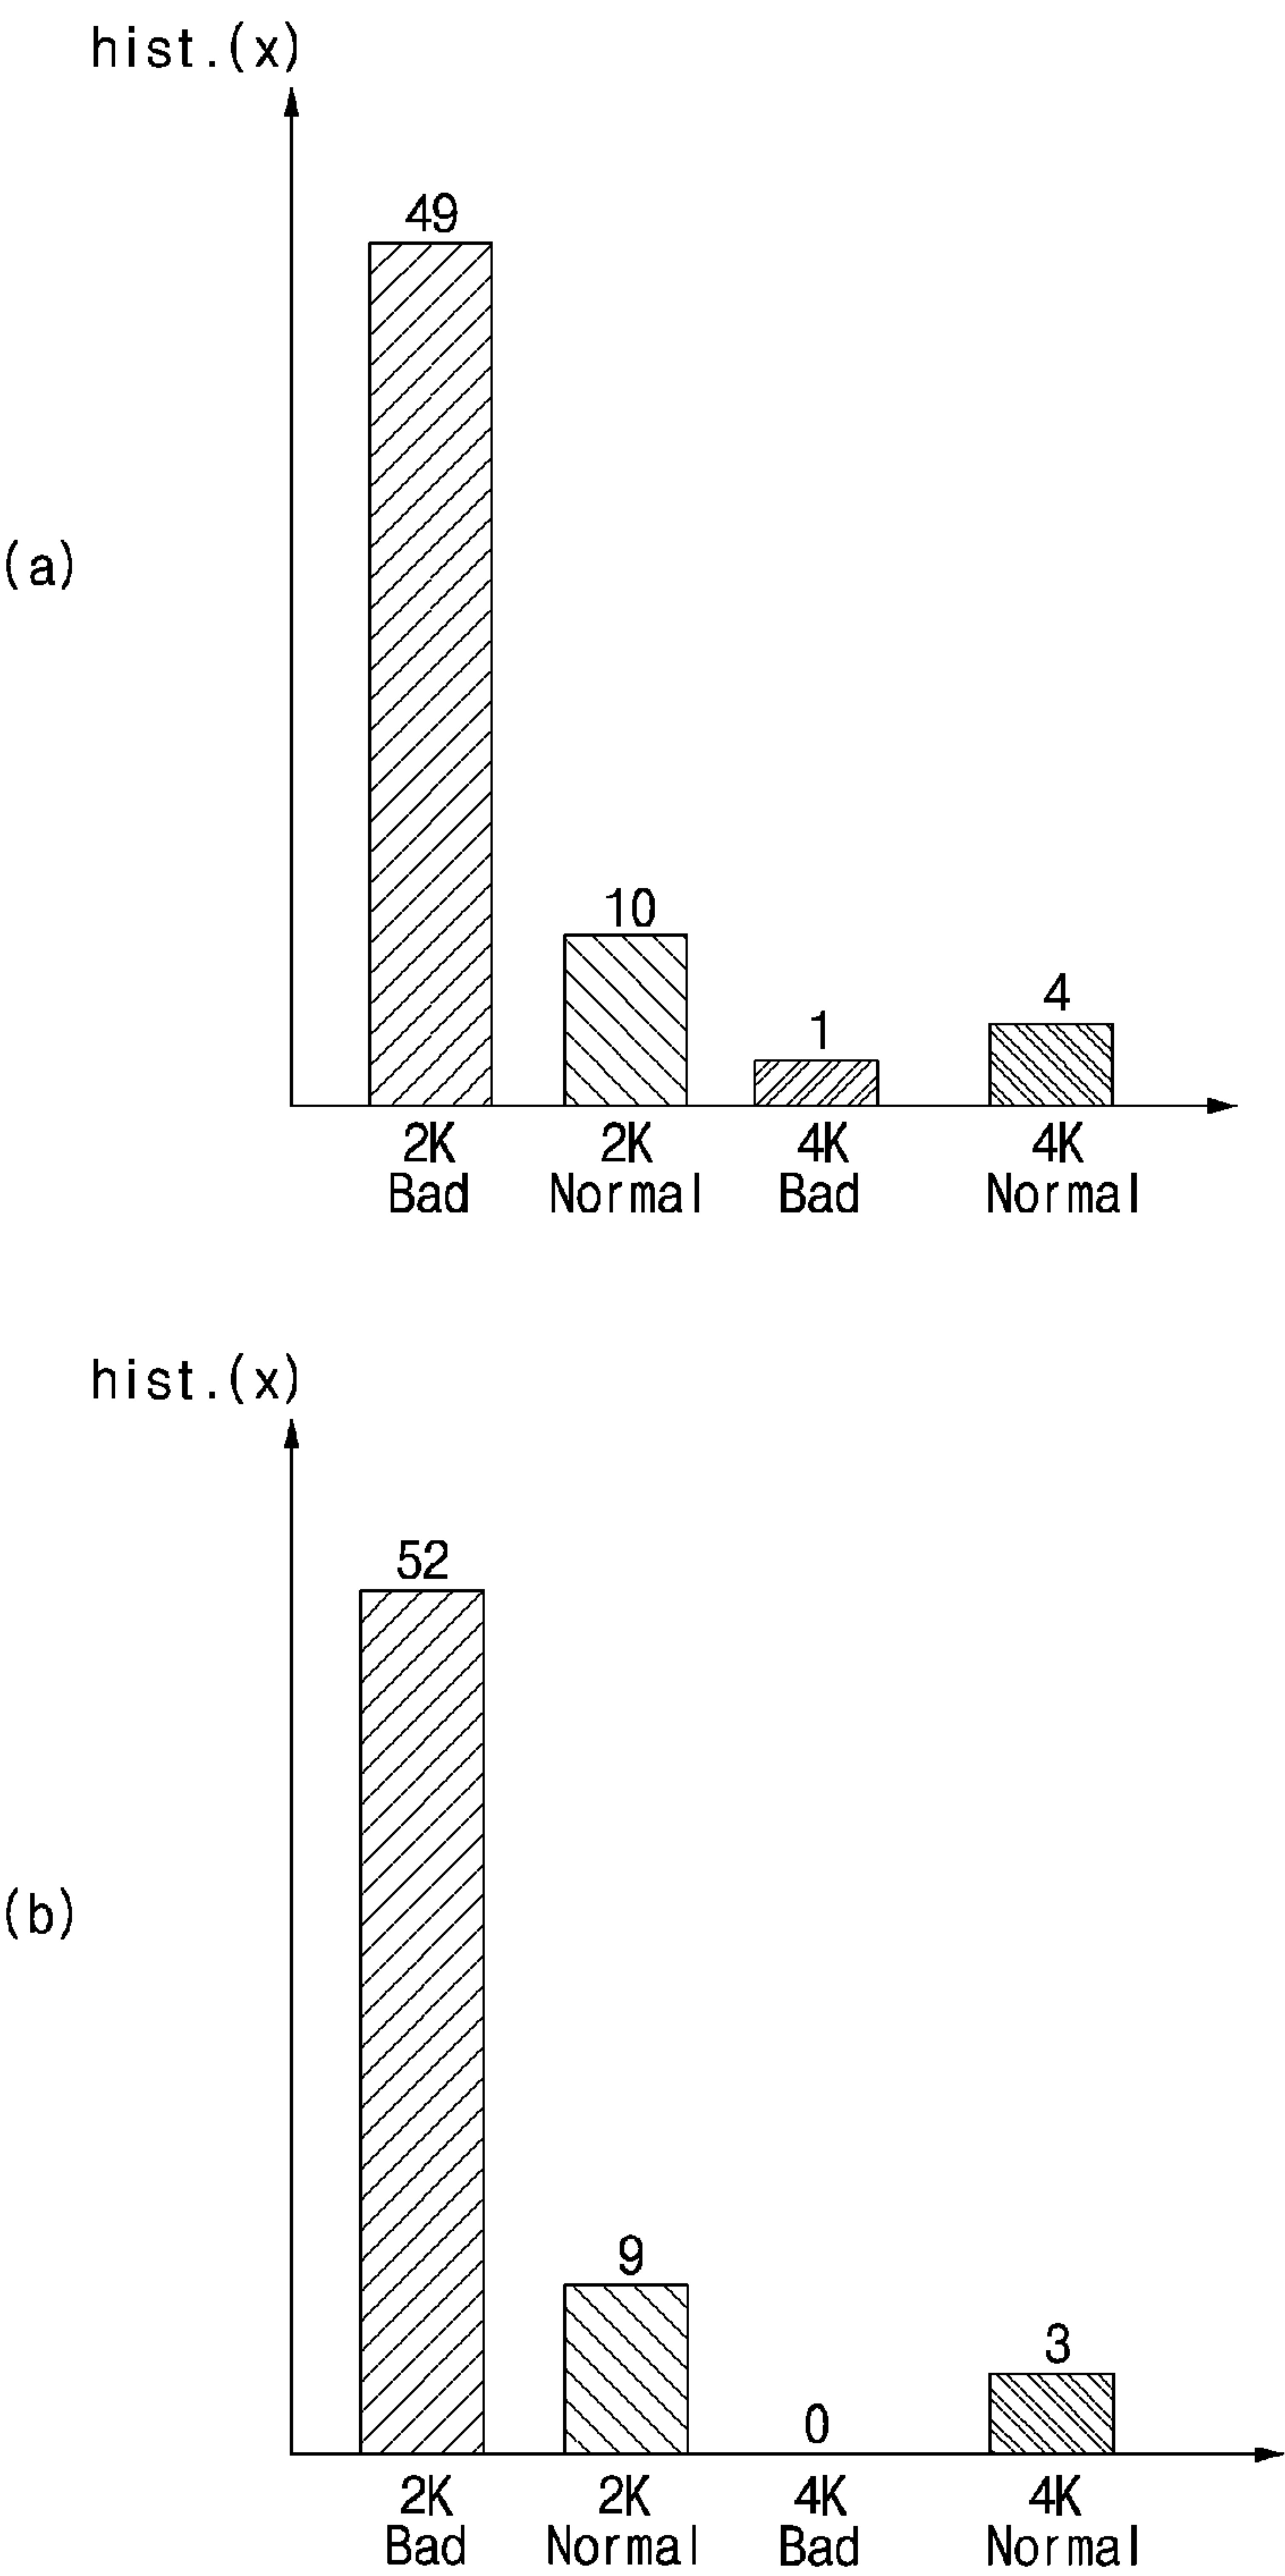 hist.(x)
49
10
1
4
(a)
2K 2K 4K 4K
Bad Normal Bad Normal
hist.(x)
52
9
3
0
(b)
2K 2K 4K 4K
Bad Normal Bad Normal